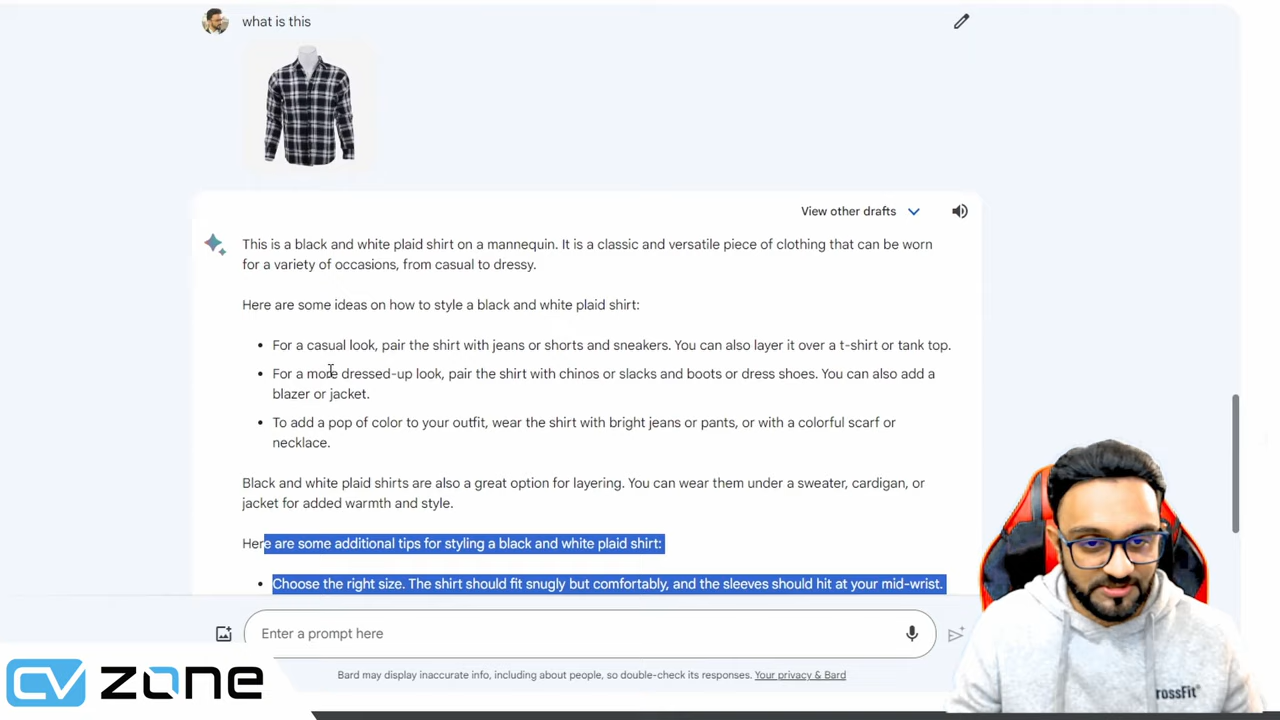 what is this
View other drafts
This is a black and white plaid shirt on a mannequin. It is a classic and versatile piece of clothing that can be worn
for a variety of occasions, from casual to dressy.
Here are some ideas on how to style a black and white plaid shirt:
• For a casual look, pair the shirt with jeans or shorts and sneakers. You can also layer it over a t-shirt or tank top.
• For a more dressed-up look, pair the shirt with chinos or slacks and boots or dress shoes. You can also add a
blazer or jacket.
• To add a pop of color to your outfit, wear the shirt with bright jeans or pants, or with a colorful scarf or
necklace.
Black and white plaid shirts are also a great option for layering. You can wear them under a sweater, cardigan, or
jacket for added warmth and style.
Here are some additional tips for styling a black and white plaid shirt:
• Choose the right size. The shirt should fit snugly but comfortably, and the sleeves should hit at your mid-wrist.
Enter a prompt here
Bard may display inaccurate info, including about people, so double-check its responses. Your privacy & Bard
CV zone
rossFit